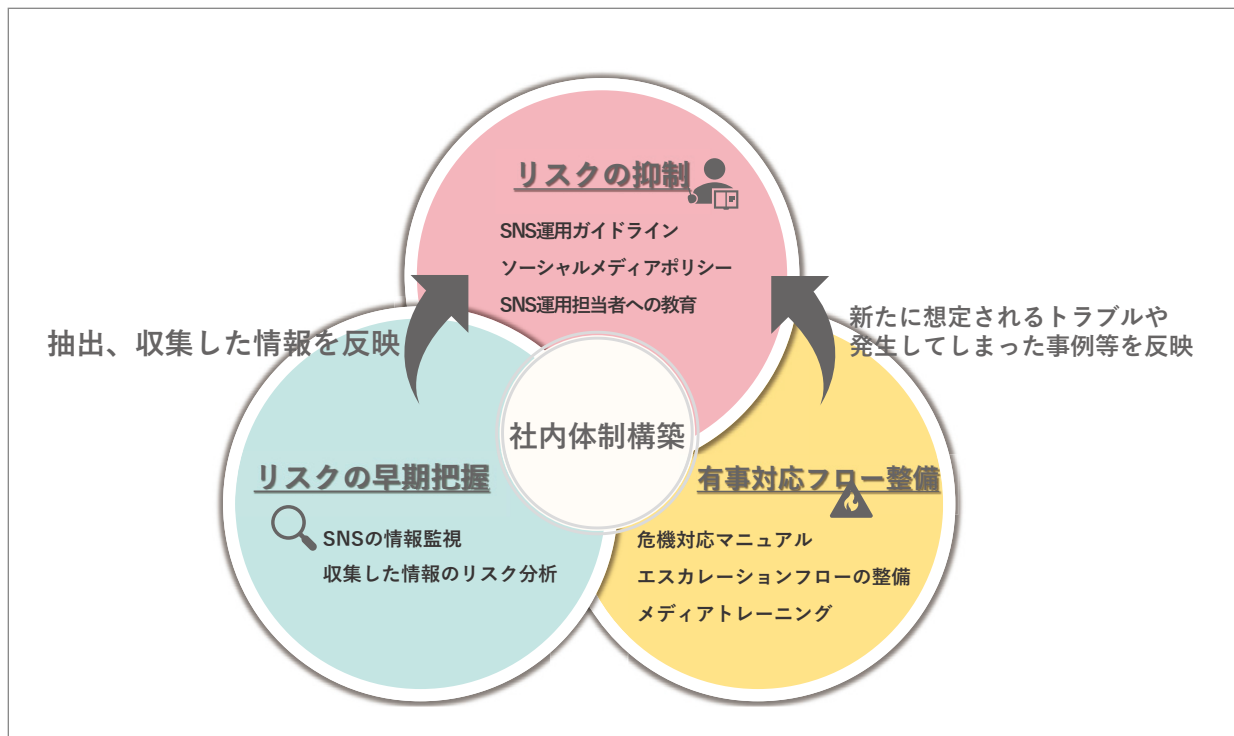 リスクの抑制
SNS運用ガイドライン
ソーシャルメディアポリシー
SNS運用担当者への教育
抽出、収集した情報を反映
新たに想定されるトラブルや
発生してしまった事例等を反映
社内体制構築
リスクの早期把握
SNSの情報監視
収集した情報のリスク分析
有事対応フロー整備
危機対応マニュアル
エスカレーションフローの整備
メディアトレーニング